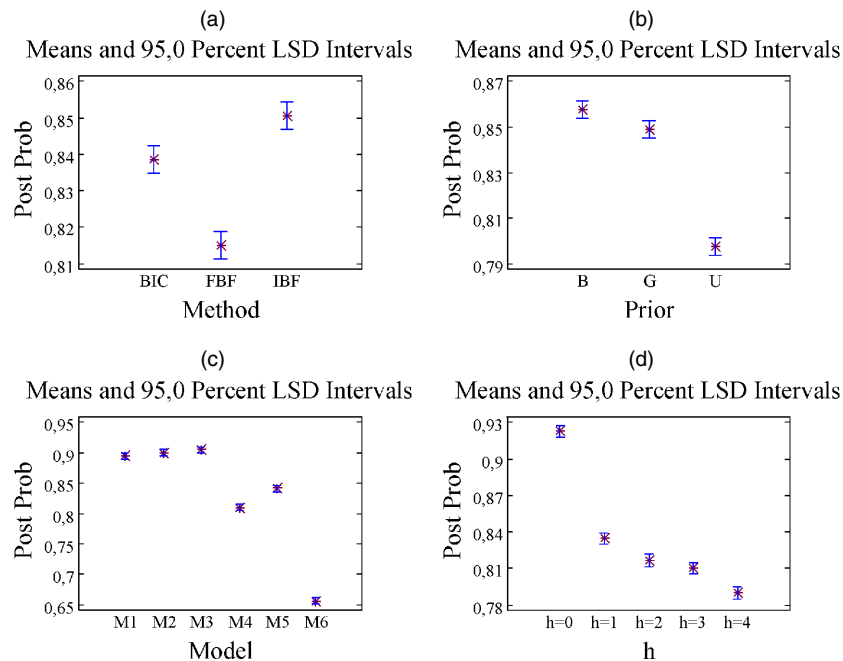 (a)
Means and 95,0 Percent LSD Intervals
Post Prob
0,86
0,85
0,84
0,83
0,82
0,81
BIC FBF IBF
Method
(b)
Means and 95,0 Percent LSD Intervals
Post Prob
0,87
0,85
0,83
0,81
0,79
B G U
Prior
(c)
Means and 95,0 Percent LSD Intervals
Post Prob
0,95
0,9
0,85
0,8
0,75
0,7
0,65
M1 M2 M3 M4 M5 M6
Model
(d)
Means and 95,0 Percent LSD Intervals
Post Prob
0,93
0,9
0,87
0,84
0,81
0,78
h=0 h=1 h=2 h=3 h=4
h